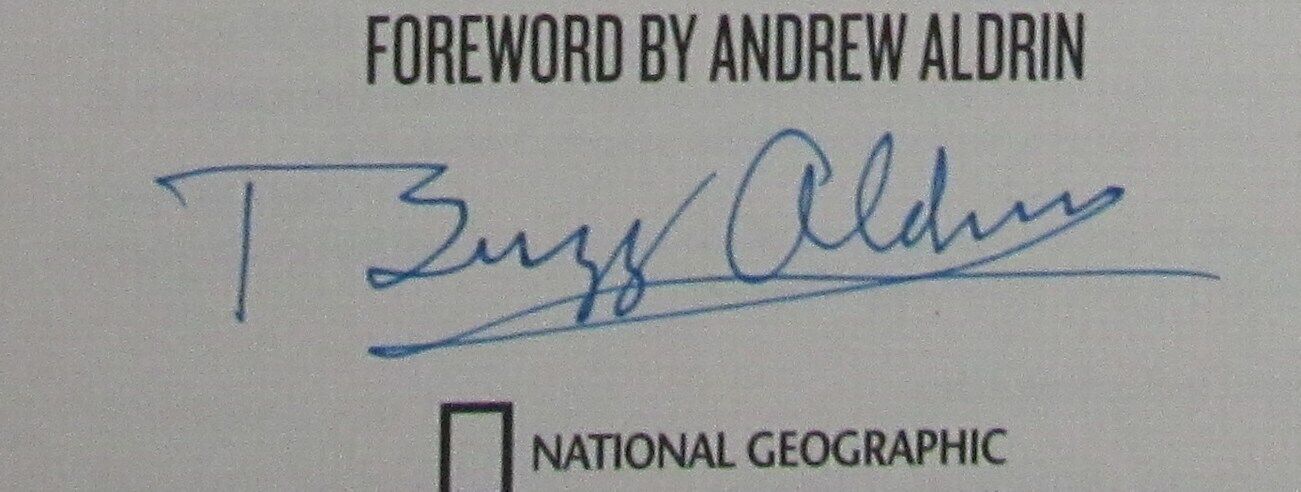 FOREWORD BY ANDREW ALDRIN
Buzz Aldrin
NATIONAL GEOGRAPHIC